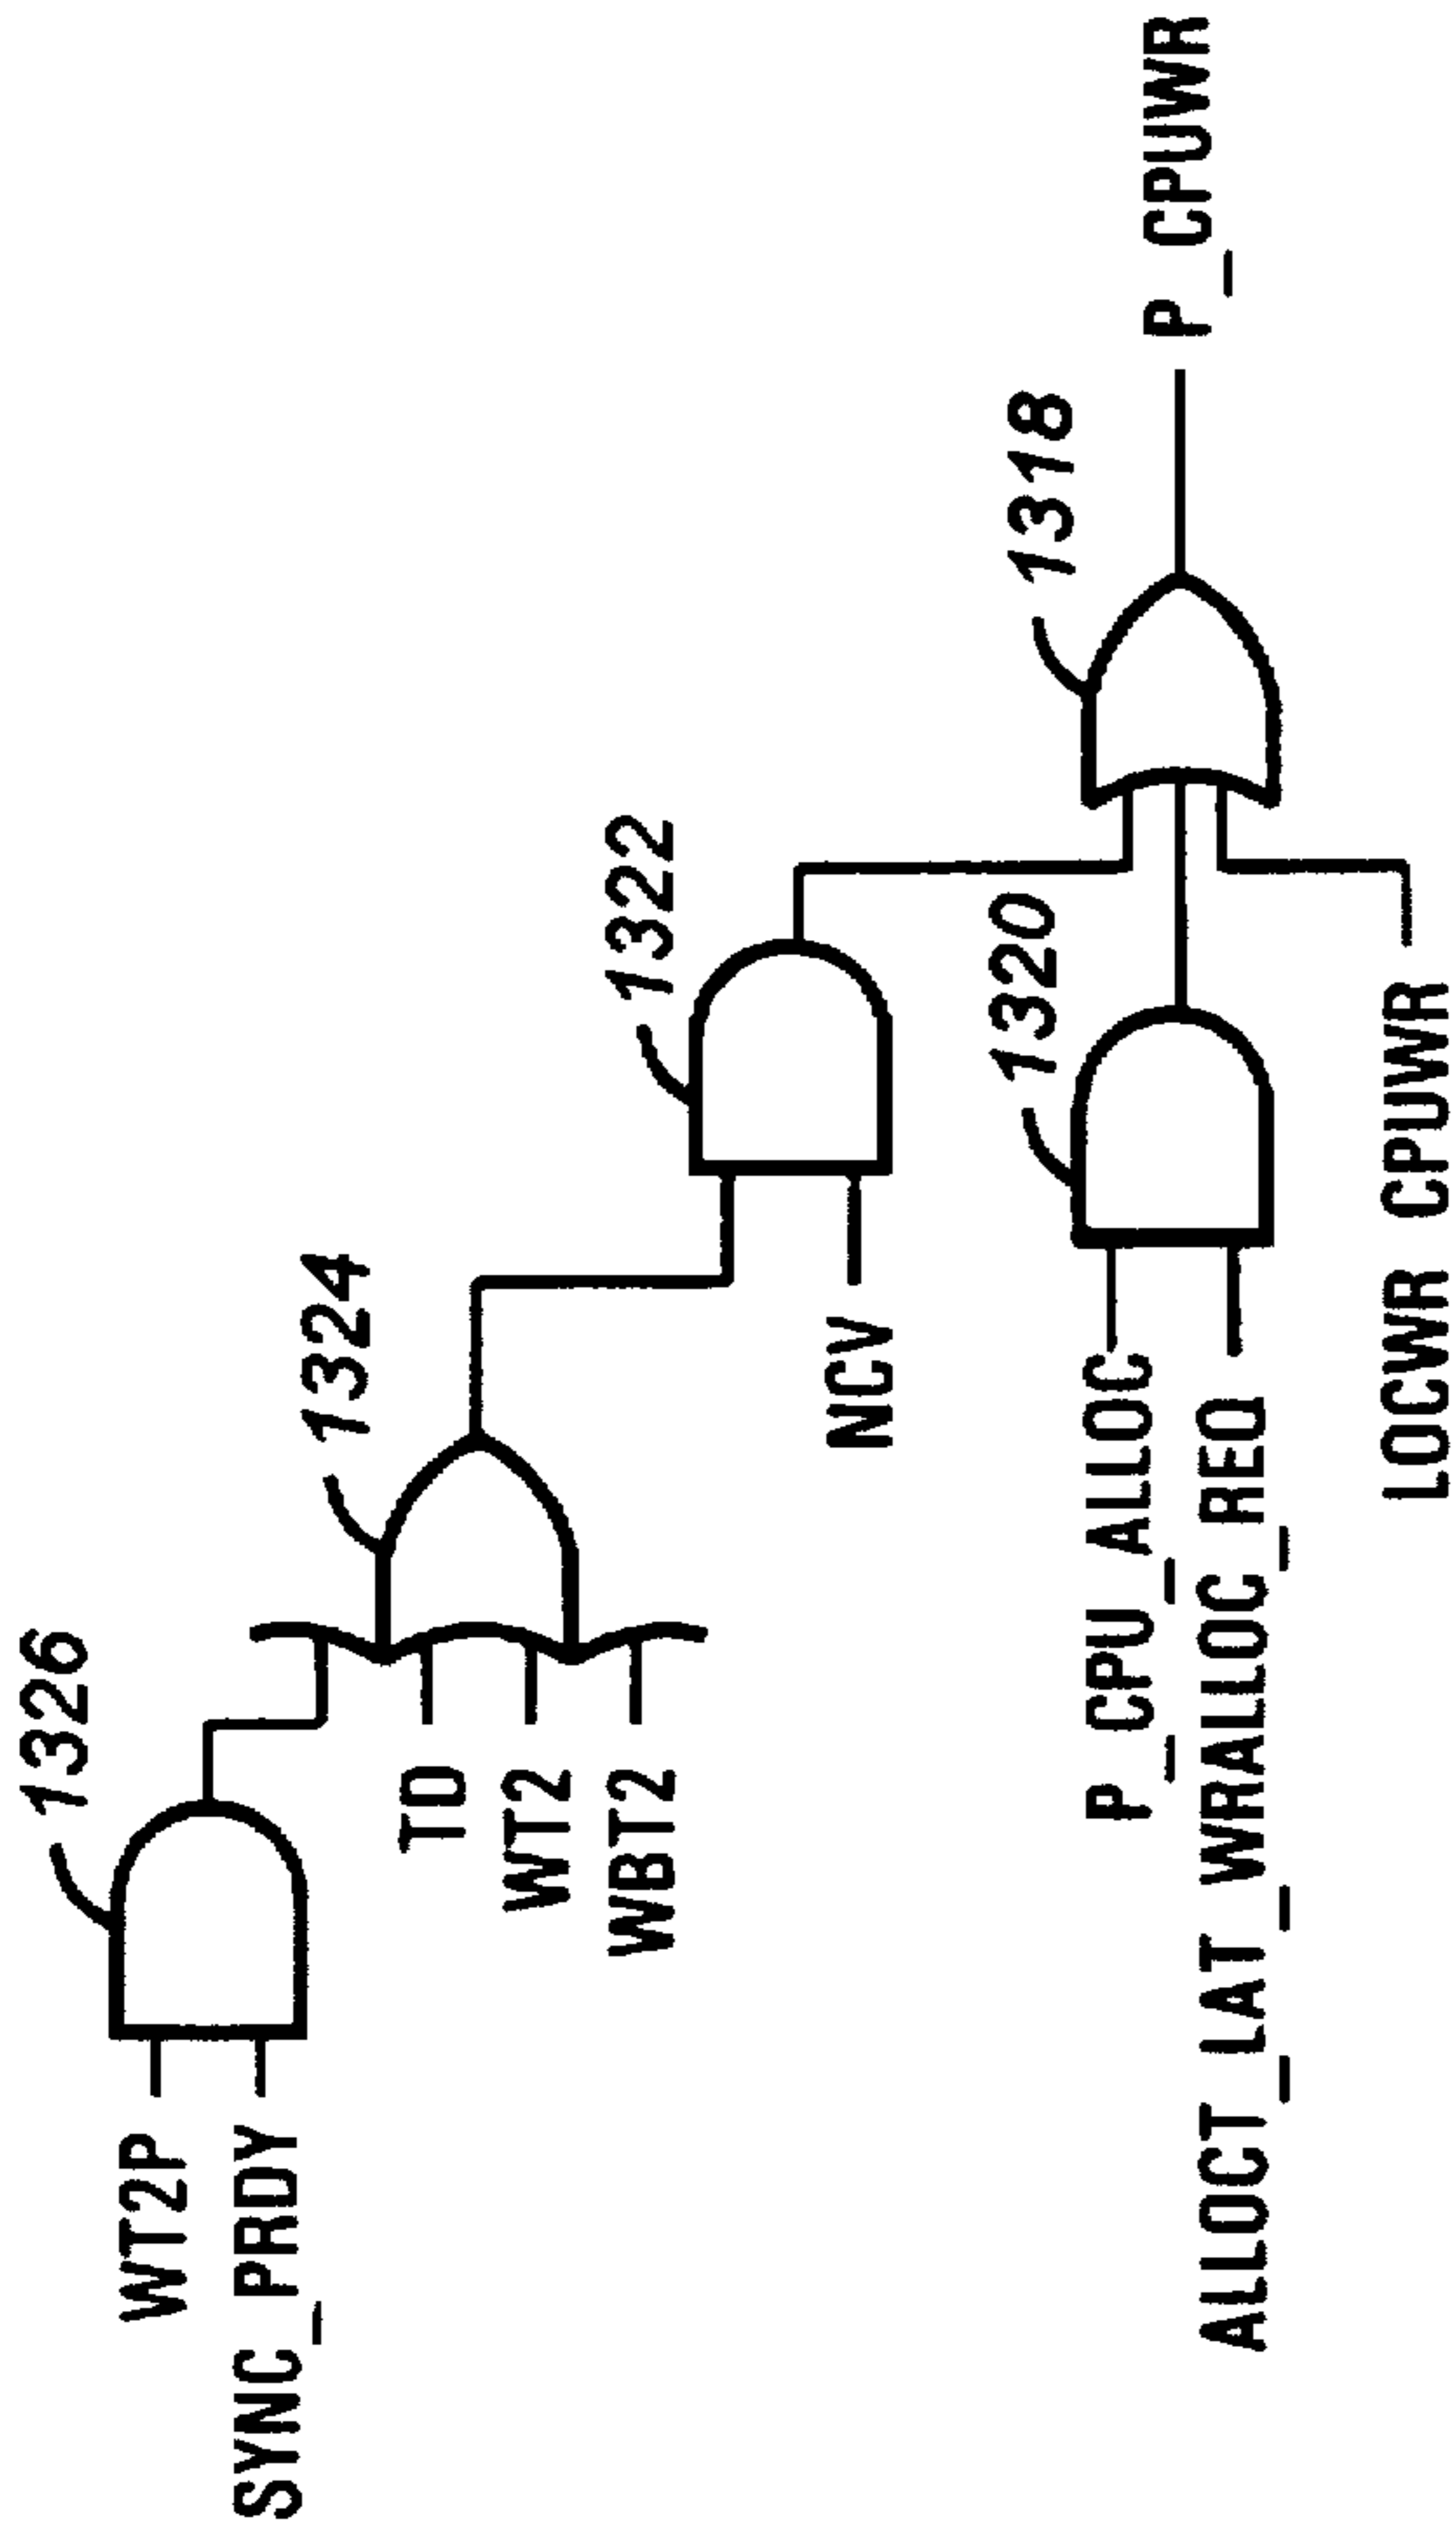 1326
WT2P
SYNC_PRDY
1324
TD
WT2
WBT2
1322
NCV
1320
P_CPU_ALLOC
ALLOCT_LAT_WRALLOC_REQ
1318
P_CPUWR
LOCWR CPUWR